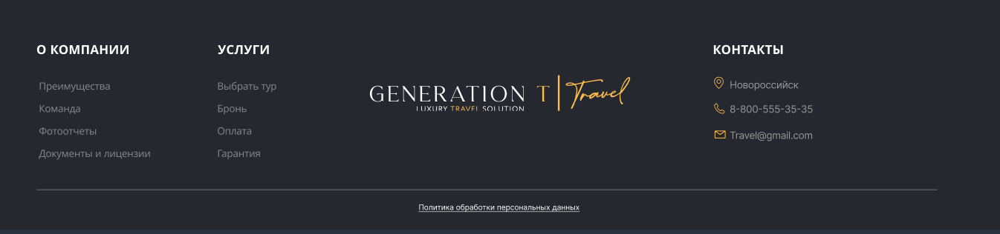 О КОМПАНИИ
Преимущества
Команда
Фотоотчеты
Документы и лицензии
УСЛУГИ
Выбрать тур
Бронь
Оплата
Гарантия
GENERATION T | Travel
LUXURY TRAVEL SOLUTION
КОНТАКТЫ
Новороссийск
8-800-555-35-35
Travel@gmail.com
Политика обработки персональных данных